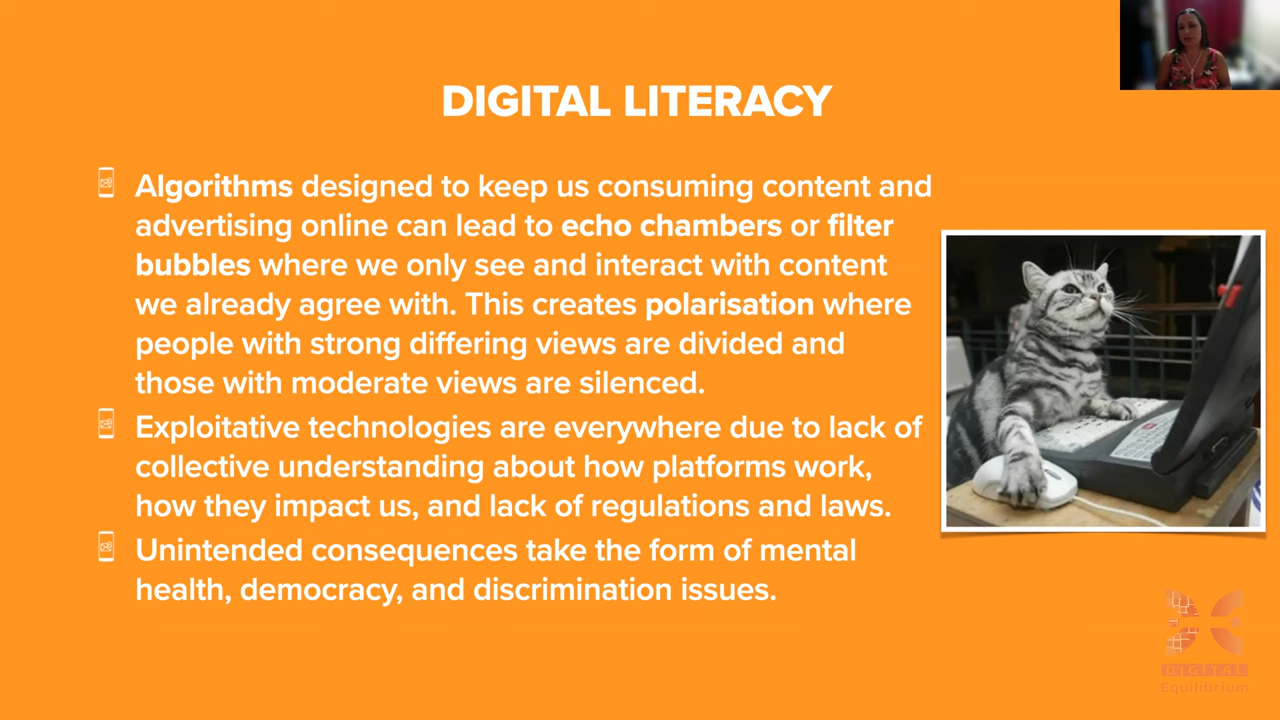 DIGITAL LITERACY
Algorithms designed to keep us consuming content and
advertising online can lead to echo chambers or filter
bubbles where we only see and interact with content
we already agree with. This creates polarisation where
people with strong differing views are divided and
those with moderate views are silenced.
Exploitative technologies are everywhere due to lack of
collective understanding about how platforms work,
how they impact us, and lack of regulations and laws.
Unintended consequences take the form of mental
health, democracy, and discrimination issues.
DIGITAL
Equilibrium